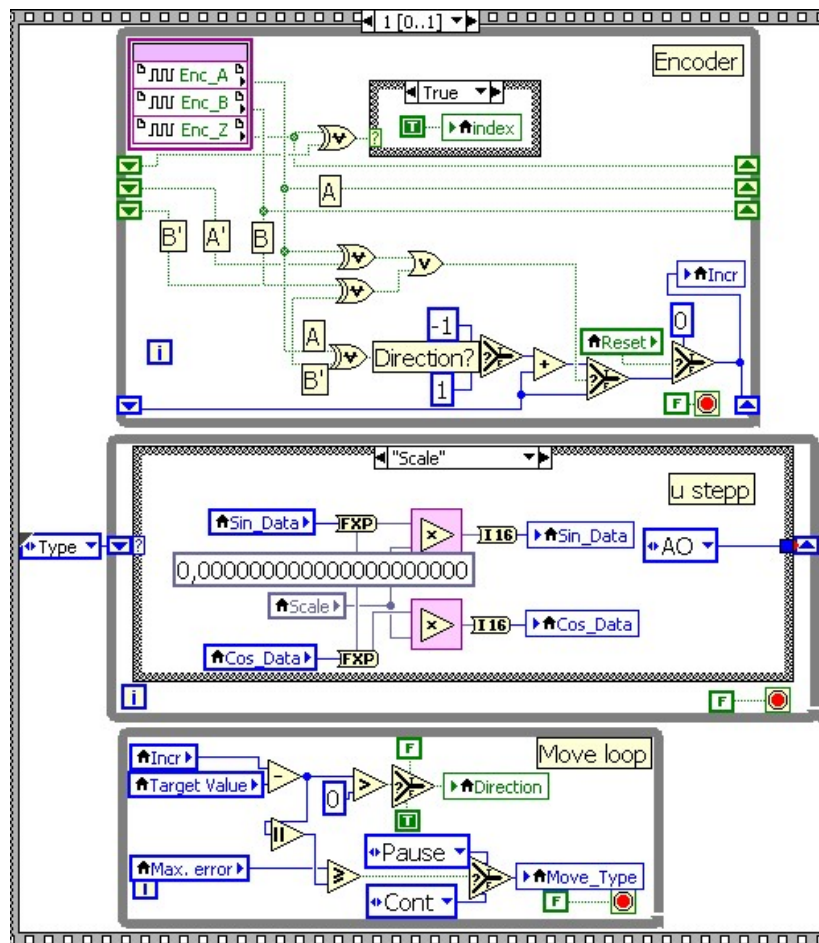 1 [0..1]
Encoder
Enc_A
Enc_B
Enc_Z
True
?
T
index
A
B'
A'
B
Incr
-1
A
Direction?
Reset
0
B'
1
i
F
"Scale"
u stepp
Type
?
Sin_Data
FXP
I16
Sin_Data
AO
0,0000000000000000000000
Scale
I16
Cos_Data
Cos_Data
FXP
i
F
Incr
F
Move loop
Target Value
0
Direction
T
Pause
Max. error
Move_Type
i
Cont
F